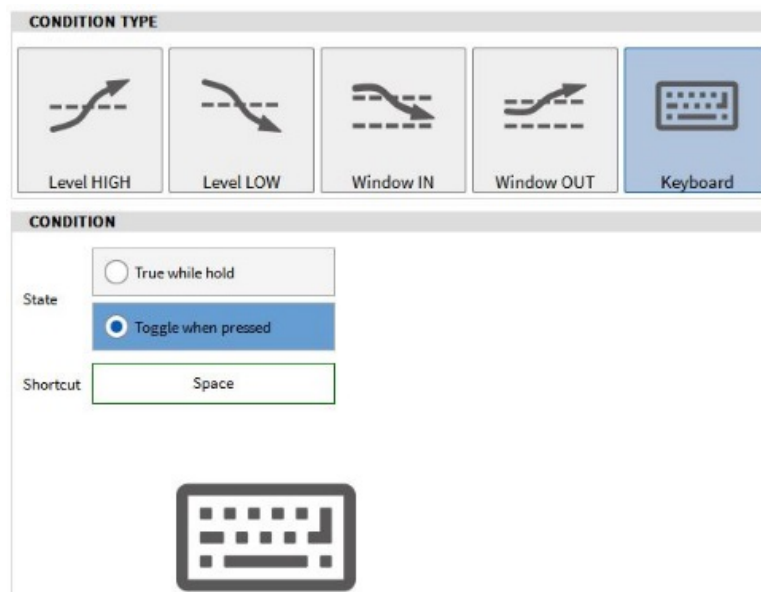 CONDITION TYPE
Level HIGH
Level LOW
Window IN
Window OUT
Keyboard
CONDITION
True while hold
State
Toggle when pressed
Shortcut
Space